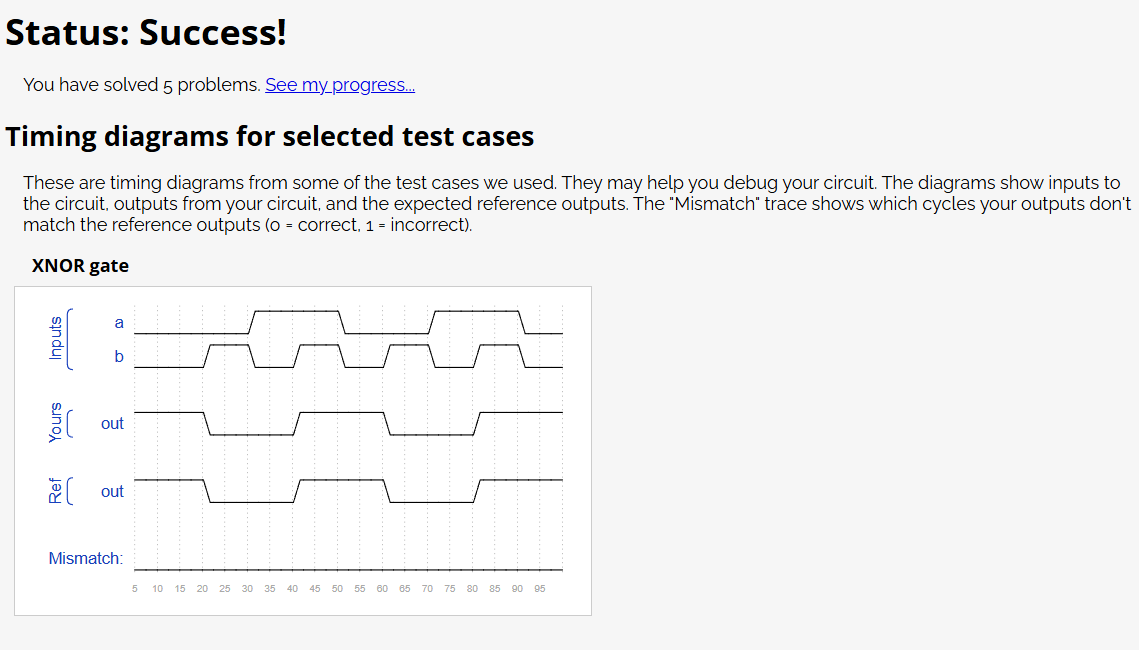 Status: Success!
You have solved 5 problems. See my progress...
Timing diagrams for selected test cases
These are timing diagrams from some of the test cases we used. They may help you debug your circuit. The diagrams show inputs to
the circuit, outputs from your circuit, and the expected reference outputs. The "Mismatch" trace shows which cycles your outputs don't
match the reference outputs (0 = correct, 1 = incorrect).
XNOR gate
Inputs
a
b
Yours
out
Ref
out
Mismatch:
5 10 15 20 25 30 35 40 45 50 55 60 65 70 75 80 85 90 95